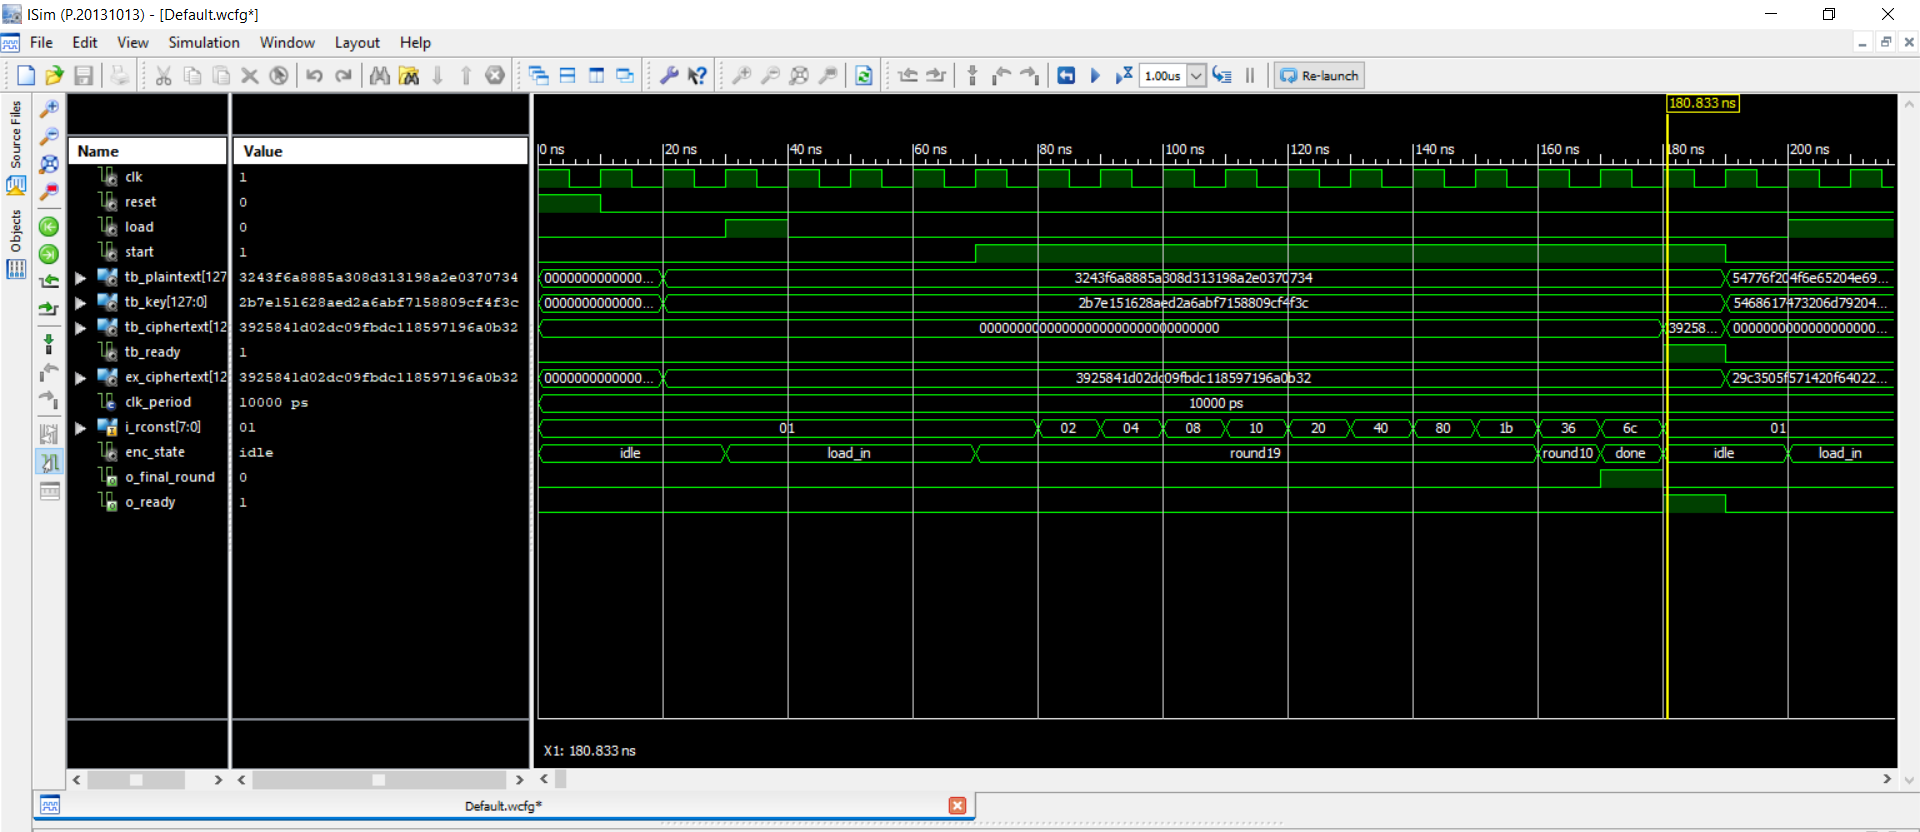 ISim (P.20131013) - [Default.wcfg*]
File Edit View Simulation Window Layout Help
1.00us Re-launch
Source Files
Objects
180.833 ns
Name Value
0 ns 20 ns 40 ns 60 ns 80 ns 100 ns 120 ns 140 ns 160 ns 180 ns 200 ns
clk 1
reset 0
load 0
start 1
tb_plaintext[127 3243f6a8885a308d313198a2e0370734 0000000000000... 3243f6a8885a308d313198a2e0370734 54776f204f6e65204e69...
tb_key[127:0] 2b7e151628aed2a6abf7158809cf4f3c 0000000000000... 2b7e151628aed2a6abf7158809cf4f3c 5468617473206d79204...
tb_ciphertext[12 3925841d02dc09fbdc118597196a0b32 00000000000000000000000000000000 39258... 0000000000000000000...
tb_ready 1
ex_ciphertext[12 3925841d02dc09fbdc118597196a0b32 0000000000000... 3925841d02dc09fbdc118597196a0b32 29c3505f571420f64022...
clk_period 10000 ps 10000 ps
i_rconst[7:0] 01 01 02 04 08 10 20 40 80 1b 36 6c 01
enc_state idle idle load_in round19 round10 done idle load_in
o_final_round 0
o_ready 1
X1: 180.833 ns
Default.wcfg*